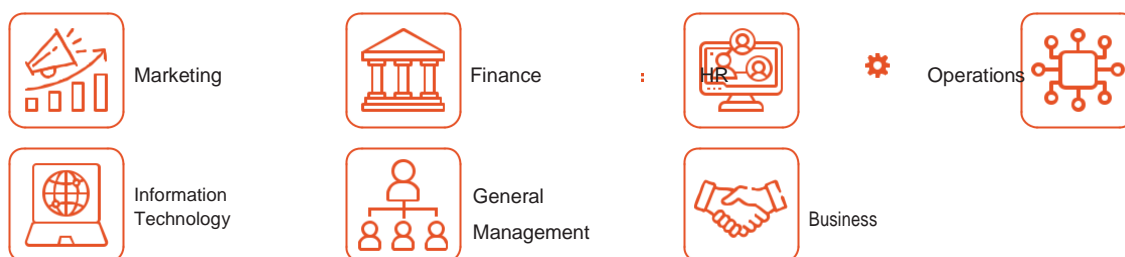 Marketing
Finance
:
HR
Operations
Information
Technology
General
Management
Business